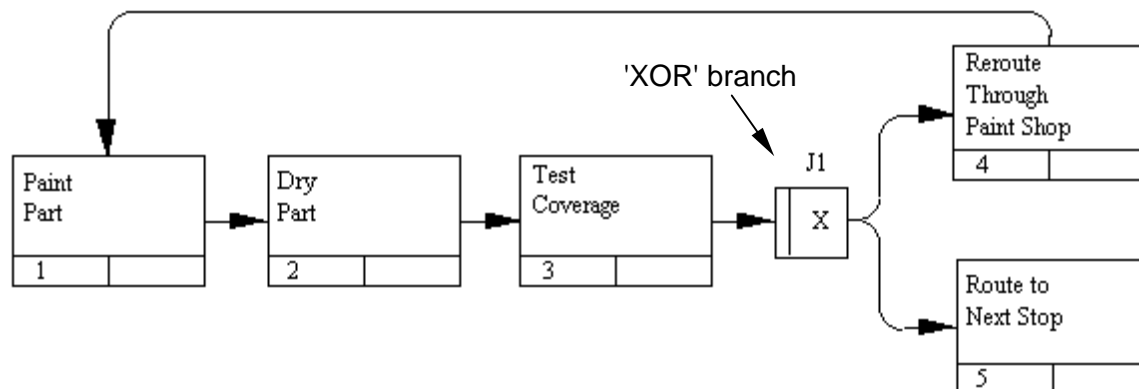 'XOR' branch
Paint
Part
1
Dry
Part
2
Test
Coverage
3
J1
X
Reroute
Through
Paint Shop
4
Route to
Next Stop
5